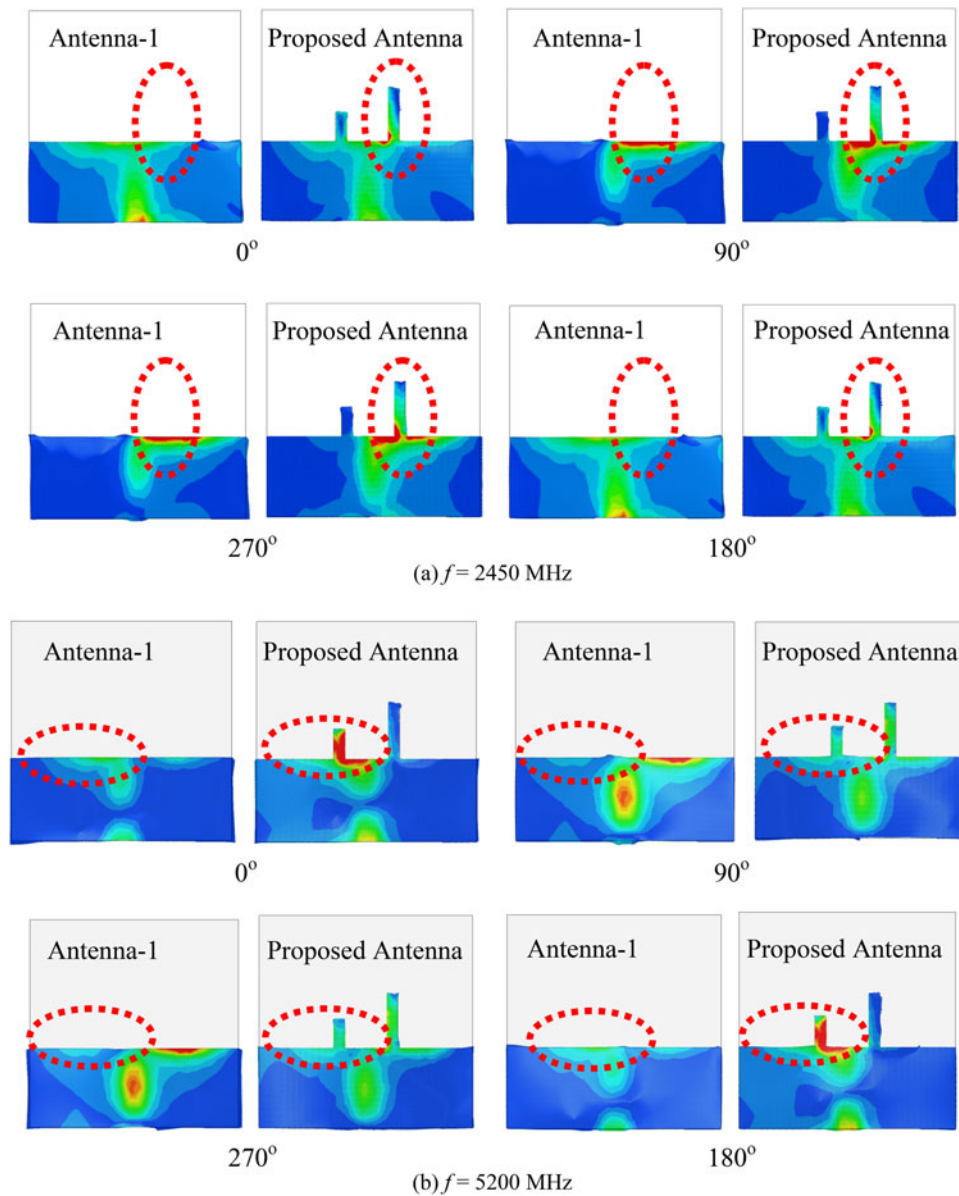 Antenna-1 Proposed Antenna Antenna-1 Proposed Antenna
0° 90°
Antenna-1 Proposed Antenna Antenna-1 Proposed Antenna
270° 180°
(a) f = 2450 MHz
Antenna-1 Proposed Antenna Antenna-1 Proposed Antenna
0° 90°
Antenna-1 Proposed Antenna Antenna-1 Proposed Antenna
270° 180°
(b) f = 5200 MHz